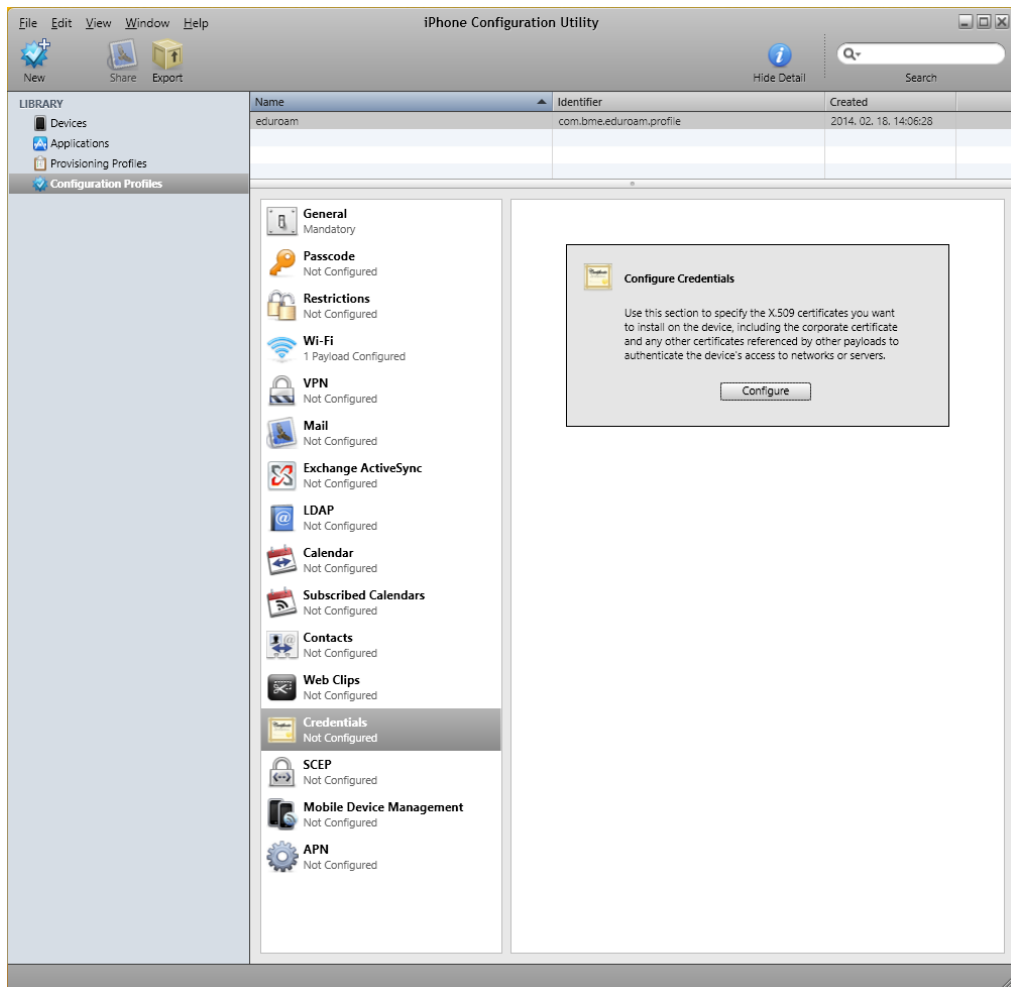 File Edit View Window Help
iPhone Configuration Utility
New
Share
Export
Hide Detail
Search
LIBRARY
Devices
Applications
Provisioning Profiles
Configuration Profiles
Name Identifier Created
eduroam com.bme.eduroam.profile 2014. 02. 18. 14:06:28
General
Mandatory
Passcode
Not Configured
Restrictions
Not Configured
Wi-Fi
1 Payload Configured
VPN
Not Configured
Mail
Not Configured
Exchange ActiveSync
Not Configured
LDAP
Not Configured
Calendar
Not Configured
Subscribed Calendars
Not Configured
Contacts
Not Configured
Web Clips
Not Configured
Credentials
Not Configured
SCEP
Not Configured
Mobile Device Management
Not Configured
APN
Not Configured
Configure Credentials
Use this section to specify the X.509 certificates you want
to install on the device, including the corporate certificate
and any other certificates referenced by other payloads to
authenticate the device's access to networks or servers.
Configure